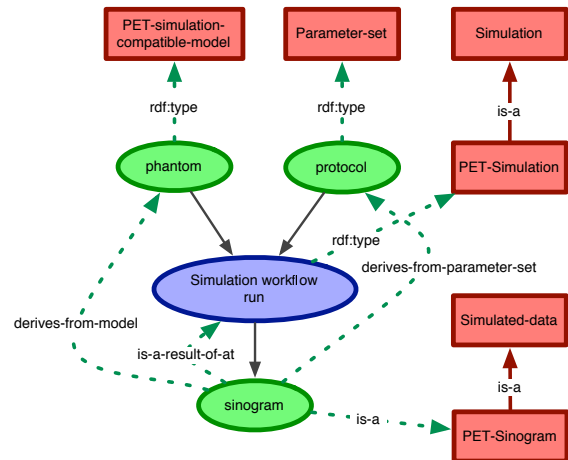 PET-simulation-
compatible-model
Parameter-set
Simulation
rdf:type
rdf:type
is-a
phantom
protocol
PET-Simulation
rdf:type
derives-from-parameter-set
Simulation workflow
run
derives-from-model
is-a-result-of-at
Simulated-data
is-a
sinogram
is-a
PET-Sinogram